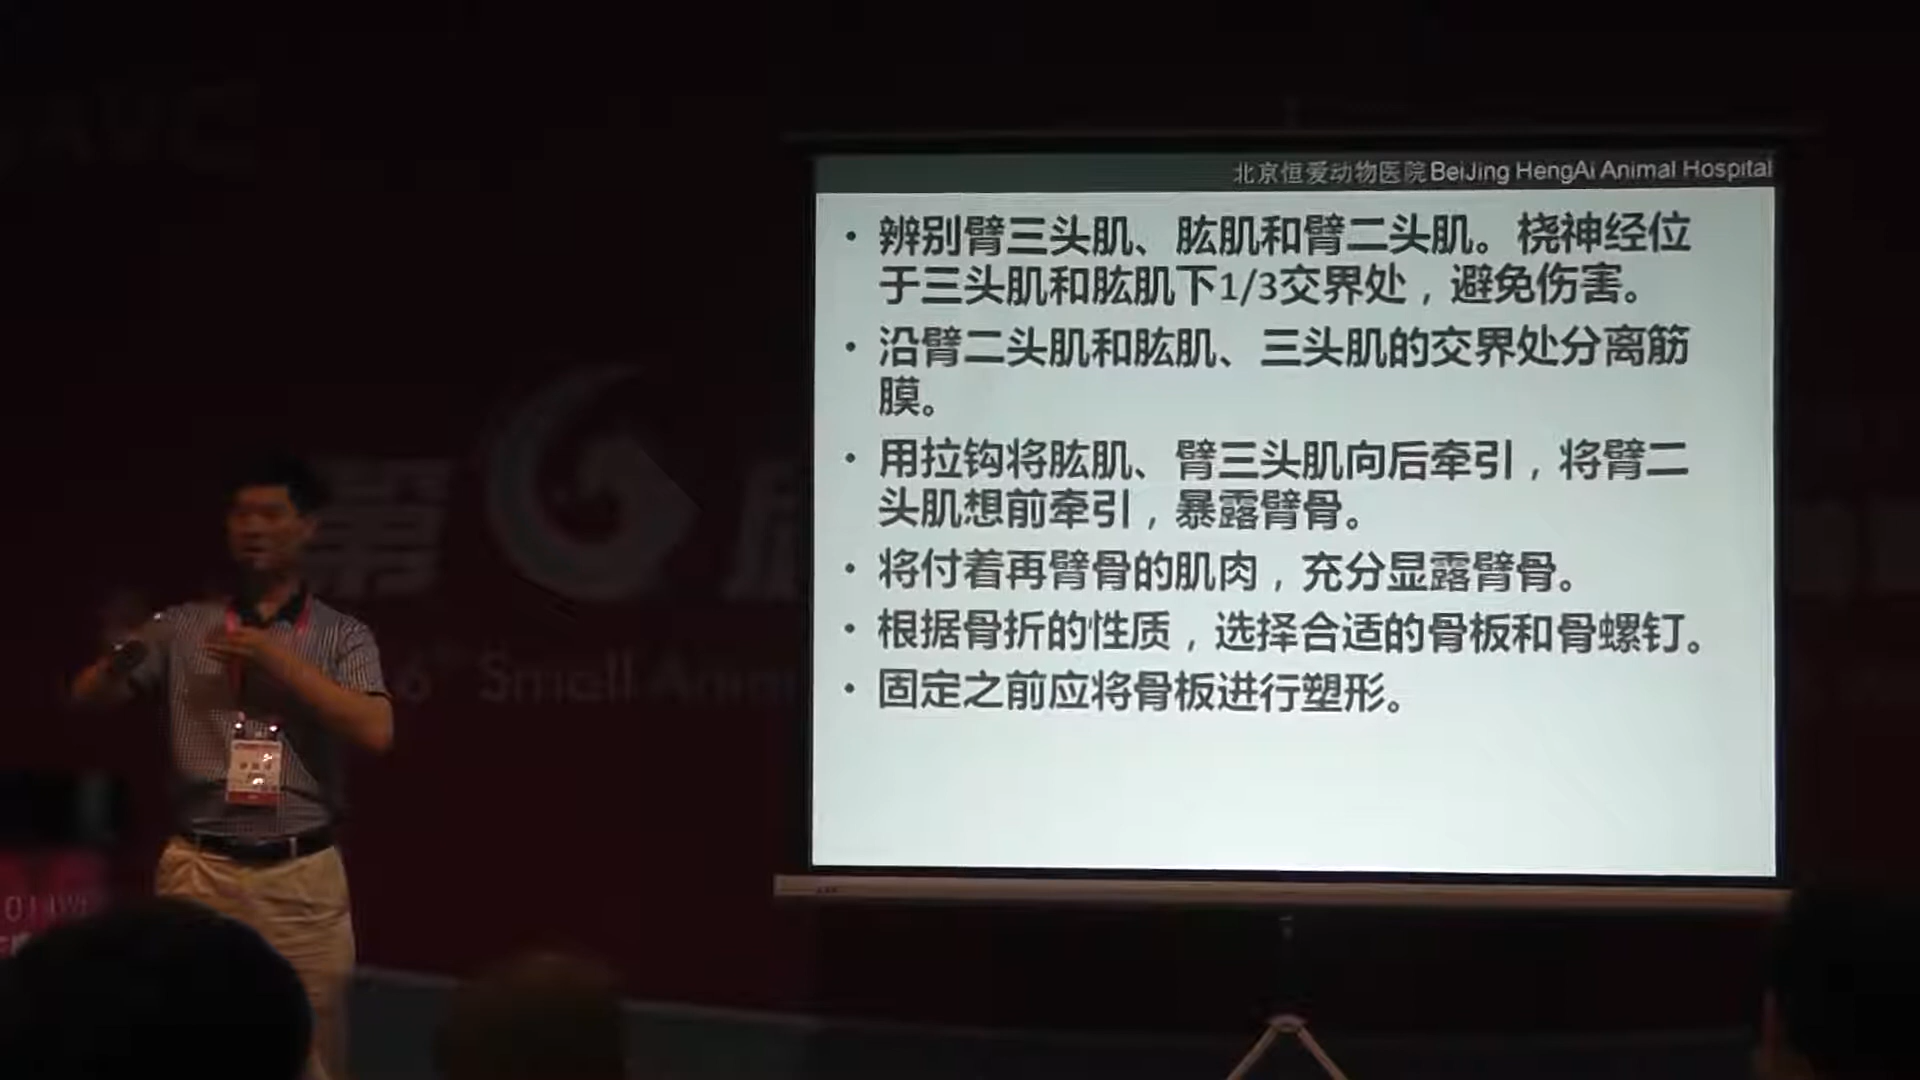 北京恒爱动物医院 BeiJing HengAi Animal Hospital
• 辨别臂三头肌、肱肌和臂二头肌。桡神经位
于三头肌和肱肌下1/3交界处，避免伤害。
• 沿臂二头肌和肱肌、三头肌的交界处分离筋
膜。
• 用拉钩将肱肌、臂三头肌向后牵引，将臂二
头肌想前牵引，暴露臂骨。
• 将付着再臂骨的肌肉，充分显露臂骨。
• 根据骨折的性质，选择合适的骨板和骨螺钉。
• 固定之前应将骨板进行塑形。
第
6
Small Anim